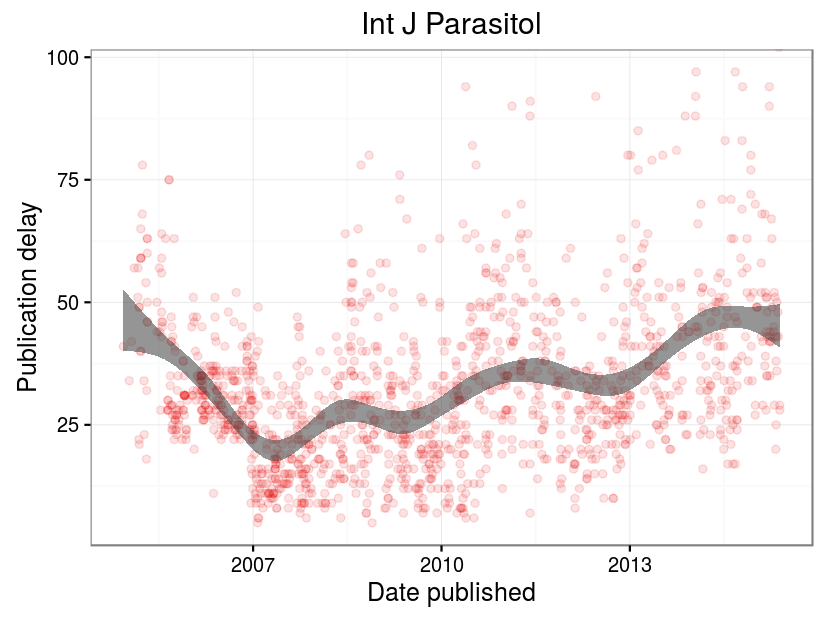 Int J Parasitol
100
75
50
25
Publication delay
2007 2010 2013
Date published